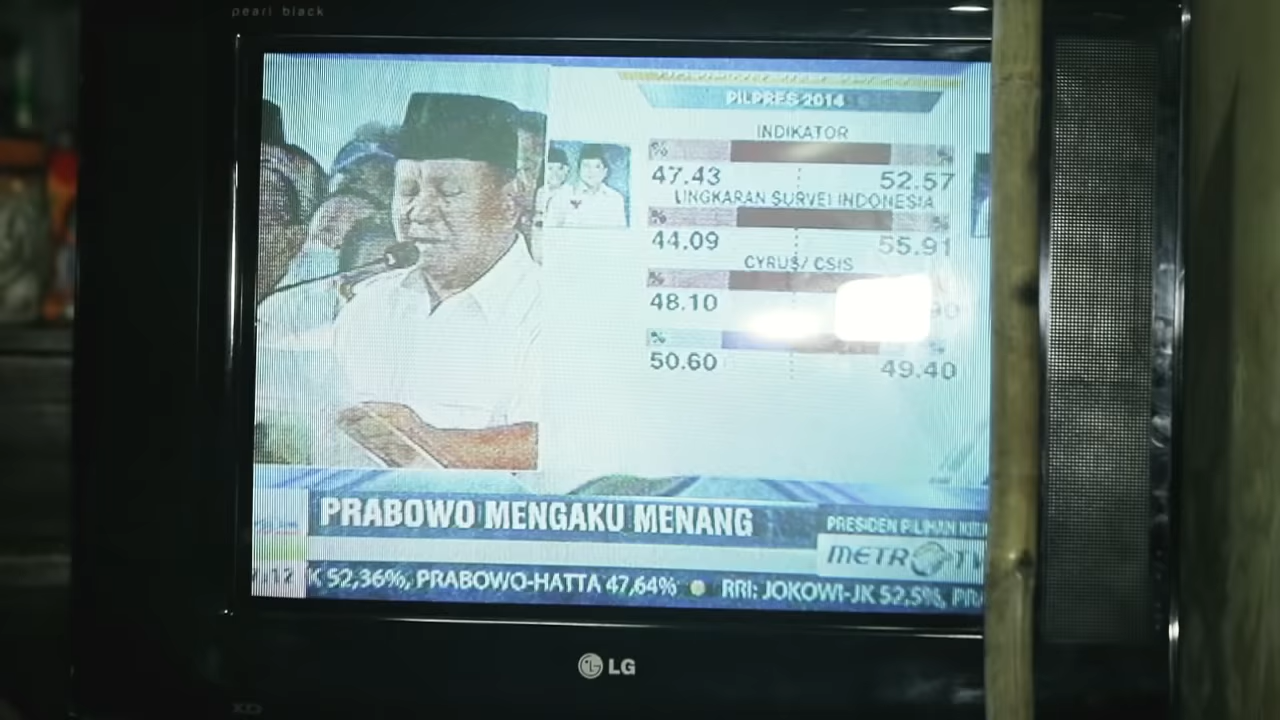 pearl black
PILPRES 2014
INDIKATOR
% %
47.43 52.57
LINGKARAN SURVEI INDONESIA
% %
44.09 55.91
CYRUS/ CSIS
%
48.10 90
% %
50.60 49.40
PRABOWO MENGAKU MENANG
PRESIDEN PILIHAN
METRO TV
K 52,36%, PRABOWO-HATTA 47,64% RRI: JOKOWI-JK 52,5%, PR
LG